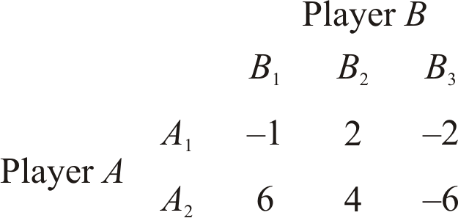 Player B
B₁ B₂ B₃
A₁ –1 2 –2
Player A
A₂ 6 4 –6